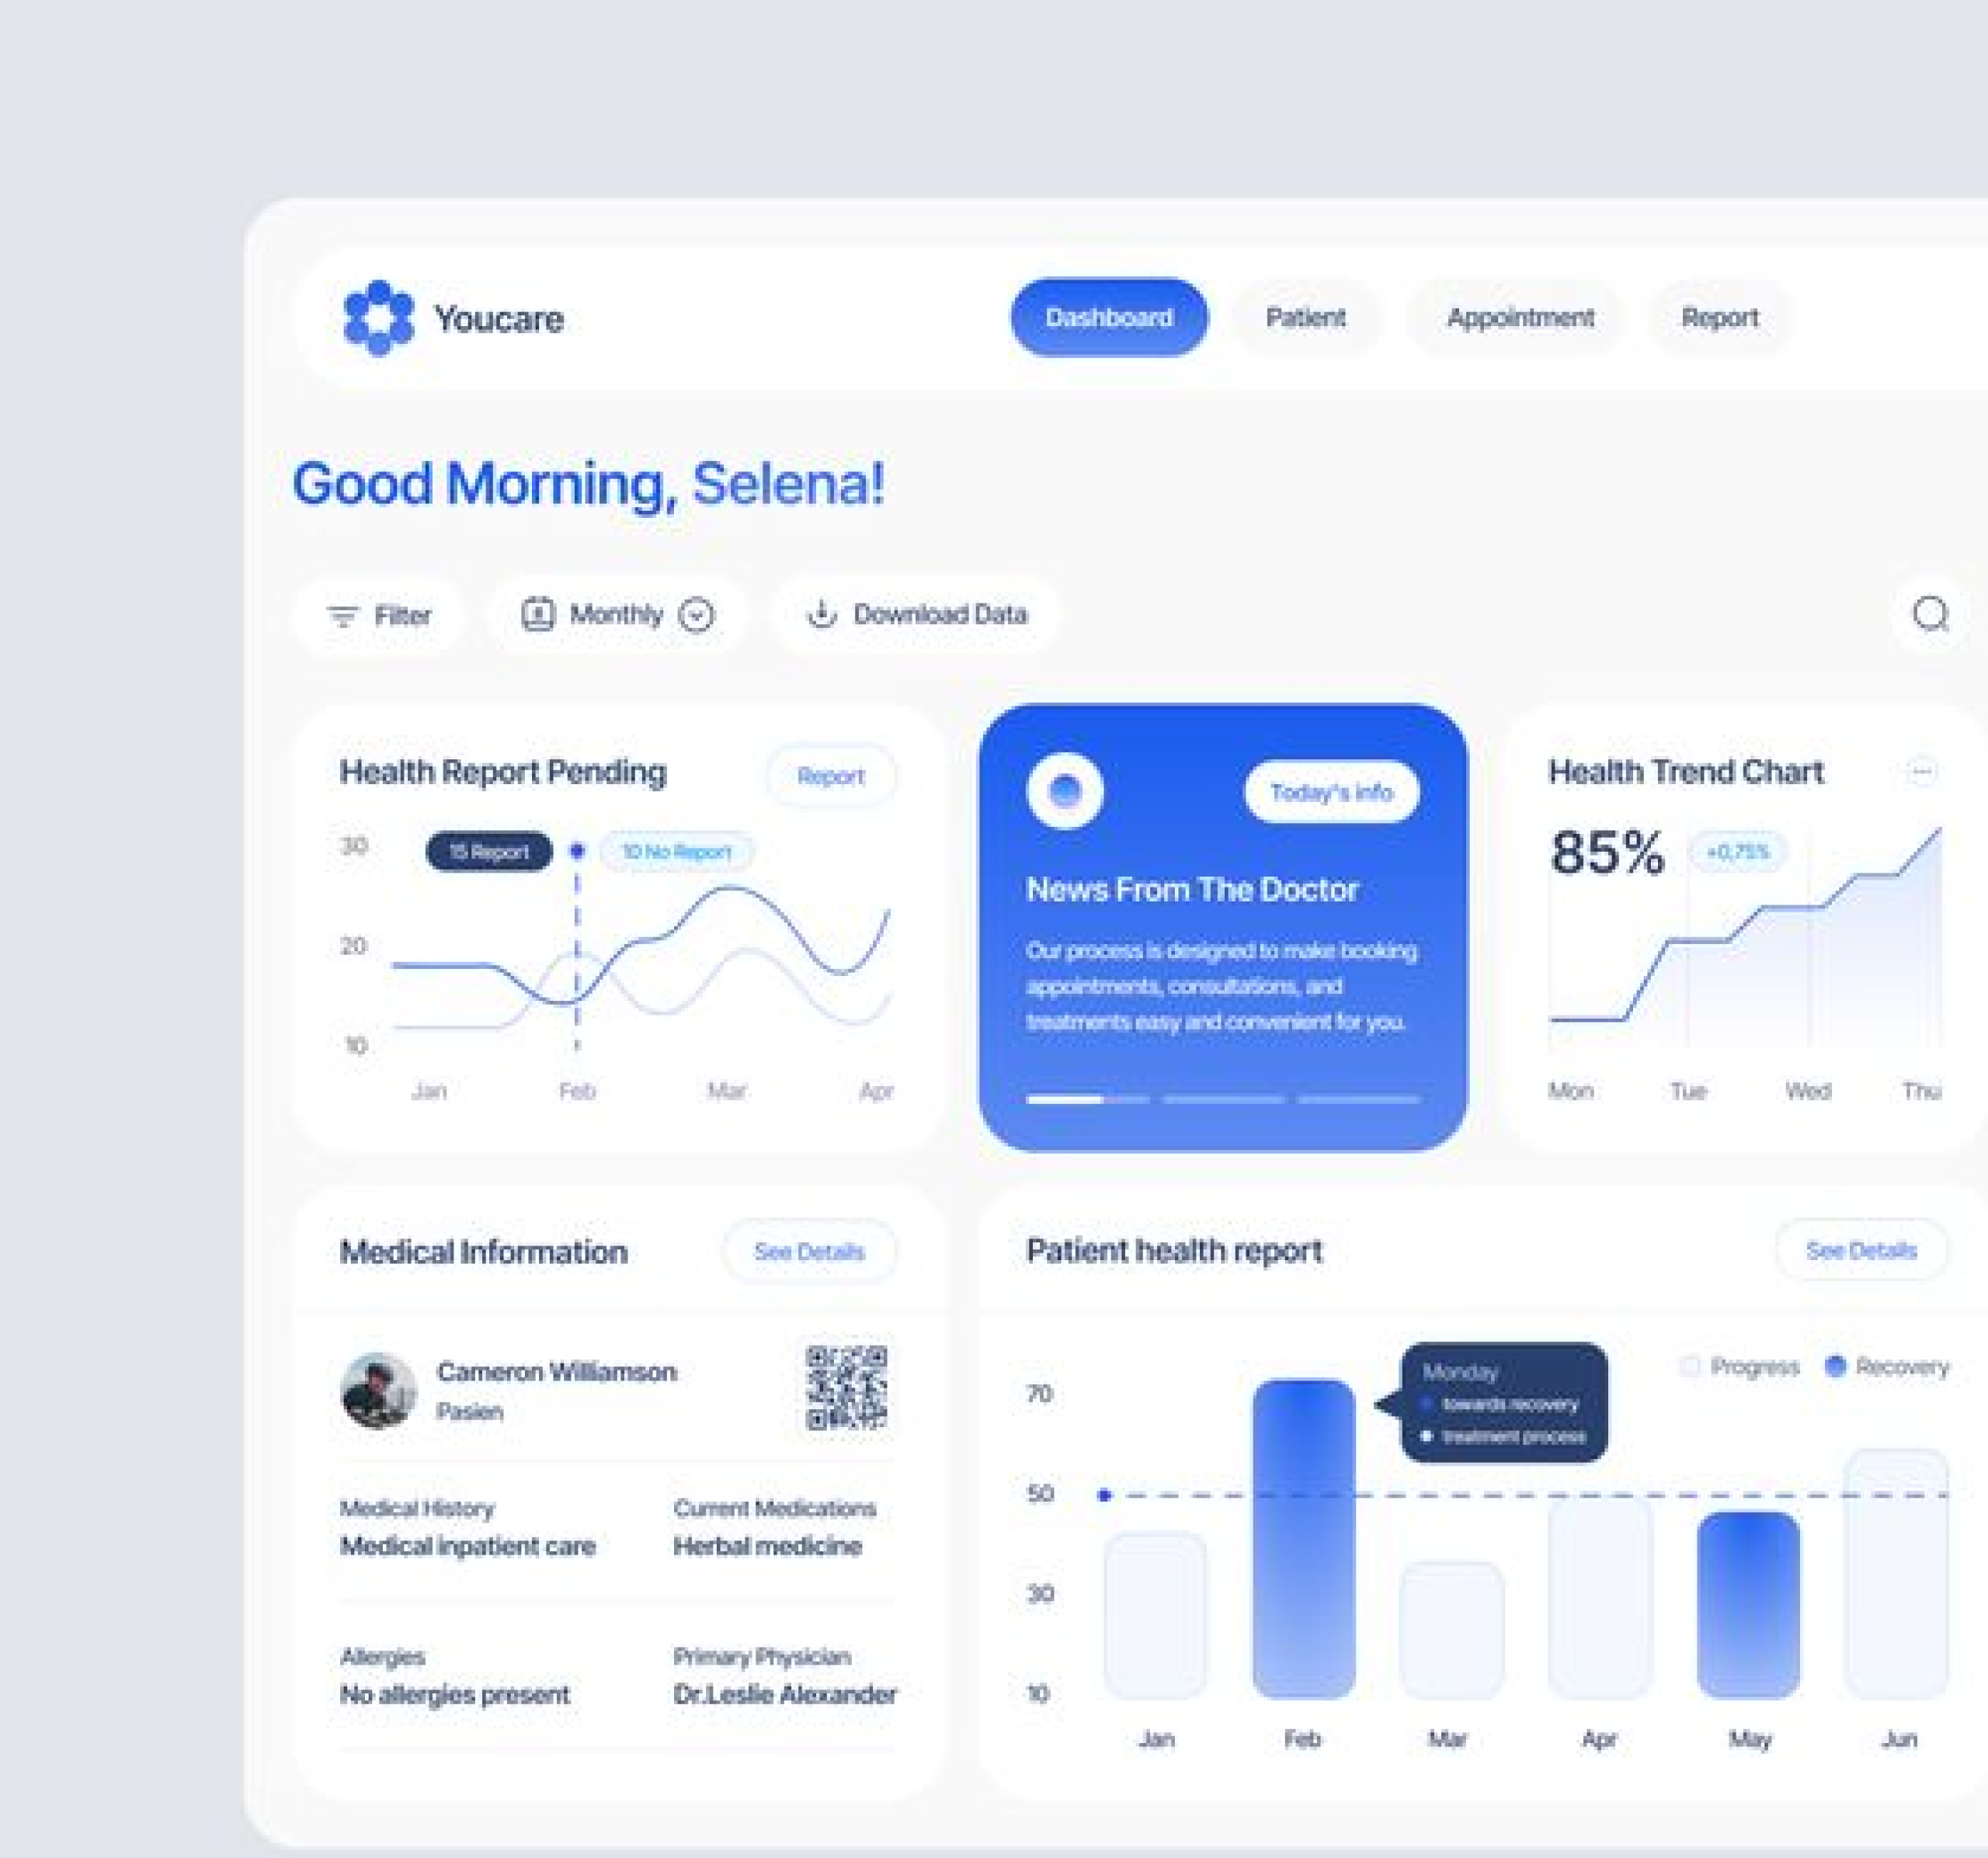 Youcare
Dashboard
Patient
Appointment
Report
Good Morning, Selena!
Filter
Monthly
Download Data
Health Report Pending
Report
30
15 Report
10 No Report
20
10
Jan
Feb
Mar
Apr
Today's info
News From The Doctor
Our process is designed to make booking
appointments, consultations, and
treatments easy and convenient for you.
Health Trend Chart
85%
+0,75%
Mon
Tue
Wed
Thu
Medical Information
See Details
Cameron Williamson
Pasien
Medical History
Medical inpatient care
Current Medications
Herbal medicine
Allergies
No allergies present
Primary Physician
Dr.Leslie Alexander
Patient health report
See Details
Monday
towards recovery
treatment process
Progress
Recovery
70
50
30
10
Jan
Feb
Mar
Apr
May
Jun